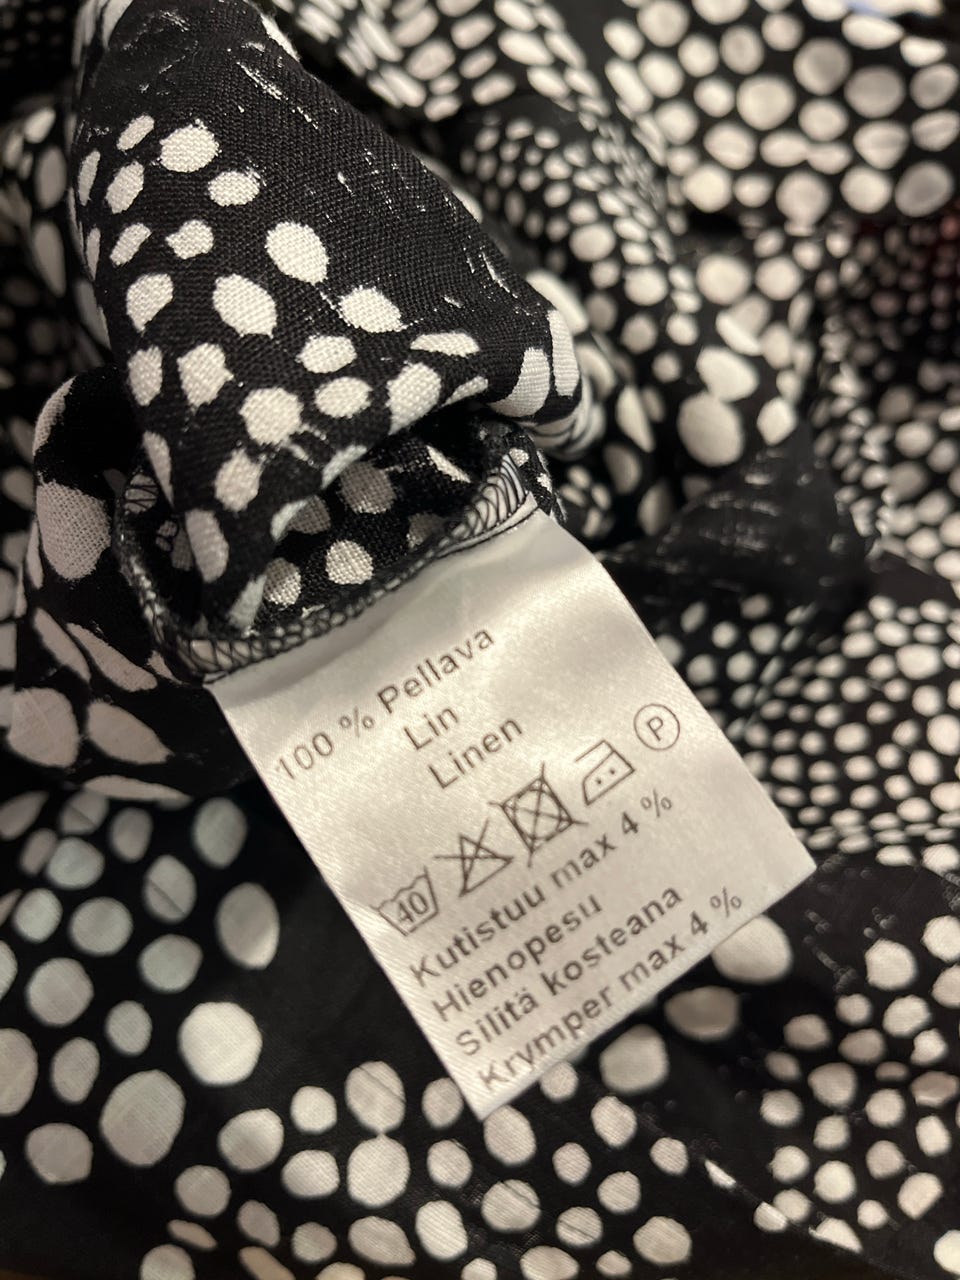 100 % Pellava
Lin
Linen
40 P
Kutistuu max 4 %
Hienopesu
Silitä kosteana
Krymper max 4 %